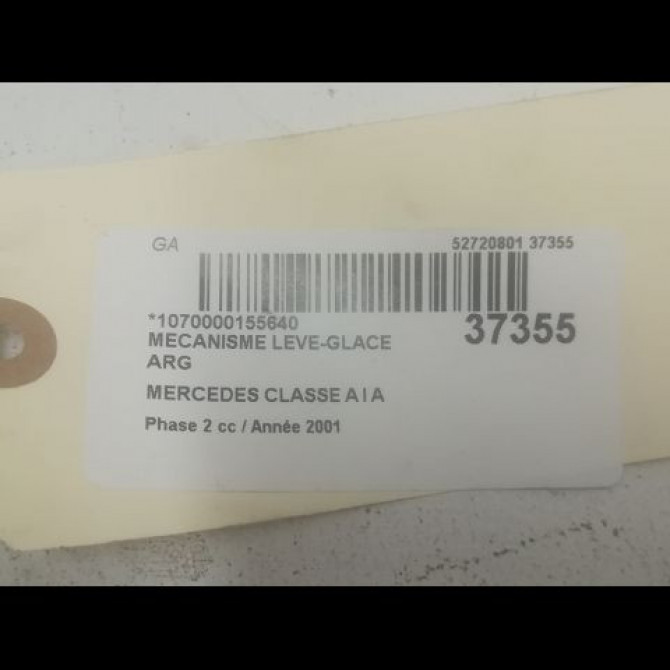 GA 52720801 37355
*1070000155640 37355
MECANISME LEVE-GLACE
ARG
MERCEDES CLASSE A I A
Phase 2 cc / Année 2001